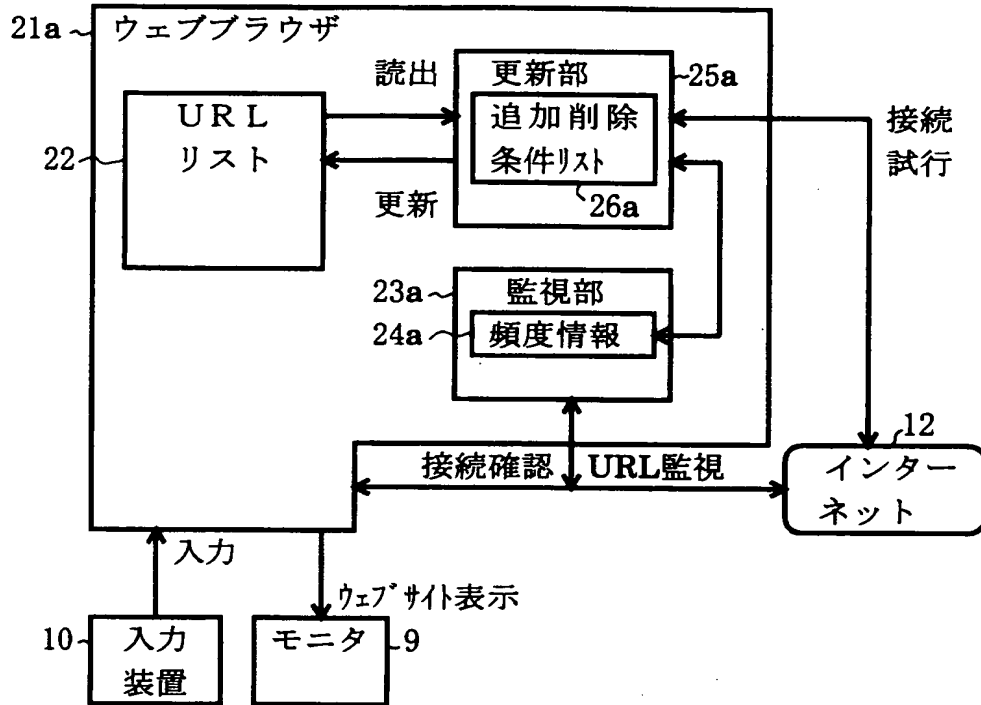 21a
ウェブブラウザ
読出
更新部
25a
URL
リスト
22
追加削除
条件リスト
26a
接続
試行
更新
23a
監視部
24a
頻度情報
12
接続確認
URL監視
インター
ネット
入力
ウェブサイト表示
10
入力
装置
モニタ
9